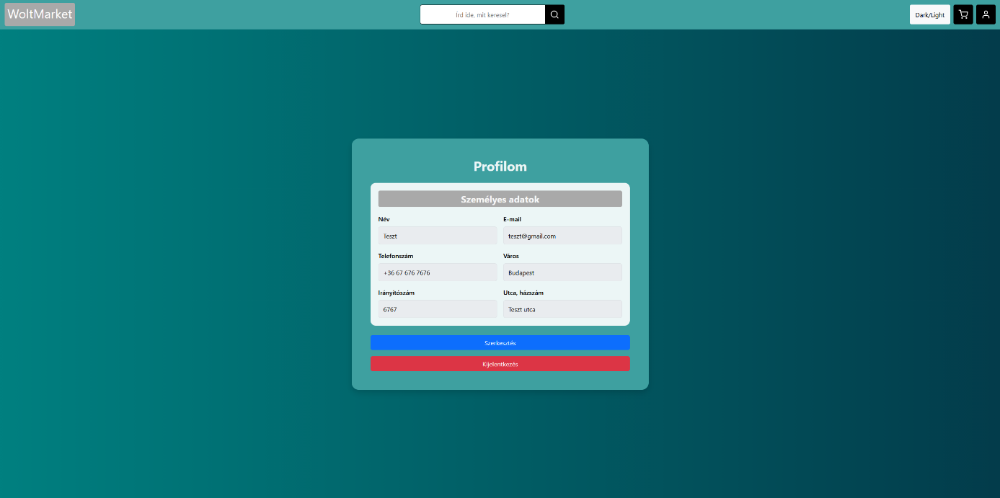 WoltMarket
Írd ide, mit keresel?
Dark/Light
Profilom
Személyes adatok
Név
E-mail
Teszt
teszt@gmail.com
Telefonszám
Város
+36 67 676 7676
Budapest
Irányítószám
Utca, házszám
6767
Teszt utca
Szerkesztés
Kijelentkezés